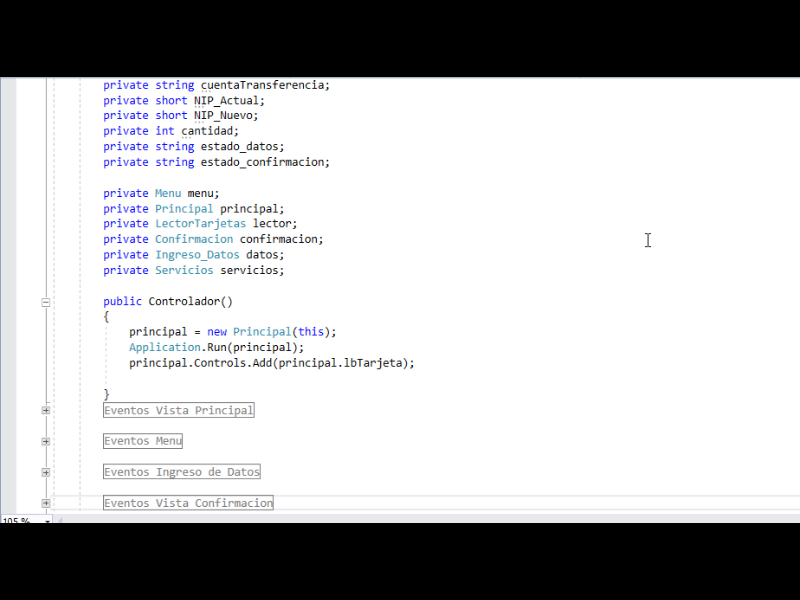 private string cuentaTransferencia;
private short NIP_Actual;
private short NIP_Nuevo;
private int cantidad;
private string estado_datos;
private string estado_confirmacion;
private Menu menu;
private Principal principal;
private LectorTarjetas lector;
private Confirmacion confirmacion;
private Ingreso_Datos datos;
private Servicios servicios;
public Controlador()
{
principal = new Principal(this);
Application.Run(principal);
principal.Controls.Add(principal.lbTarjeta);
}
Eventos Vista Principal
Eventos Menu
Eventos Ingreso de Datos
Eventos Vista Confirmacion
105 %